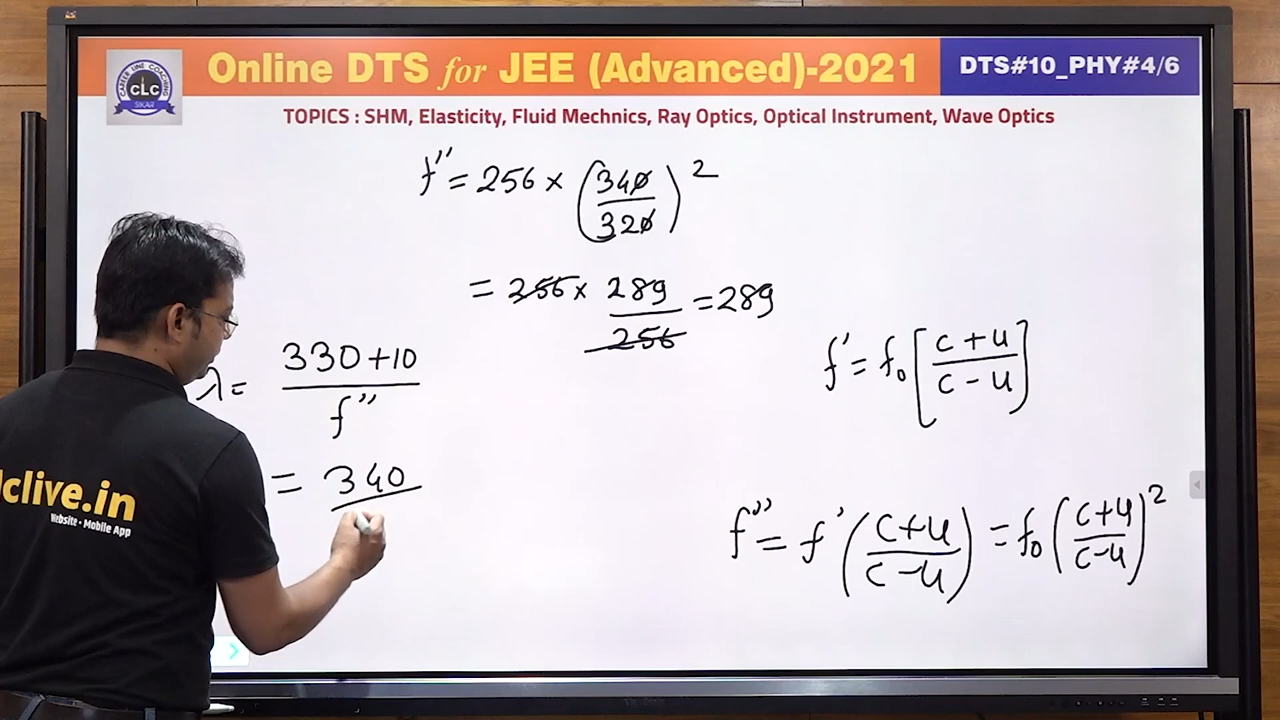 Online DTS for JEE (Advanced)-2021
DTS#10_PHY#4/6
CAREER LINE COACHING
CLC
SIKAR
TOPICS : SHM, Elasticity, Fluid Mechnics, Ray Optics, Optical Instrument, Wave Optics
f'' = 256 × (340/320)²
= 256 × 289/256 = 289
λ = (330+10)/f''
= 340
f' = f₀[(c+u)/(c-u)]
f'' = f'((c+u)/(c-u)) = f₀((c+u)/(c-u))²
lclive.in
Website • Mobile App